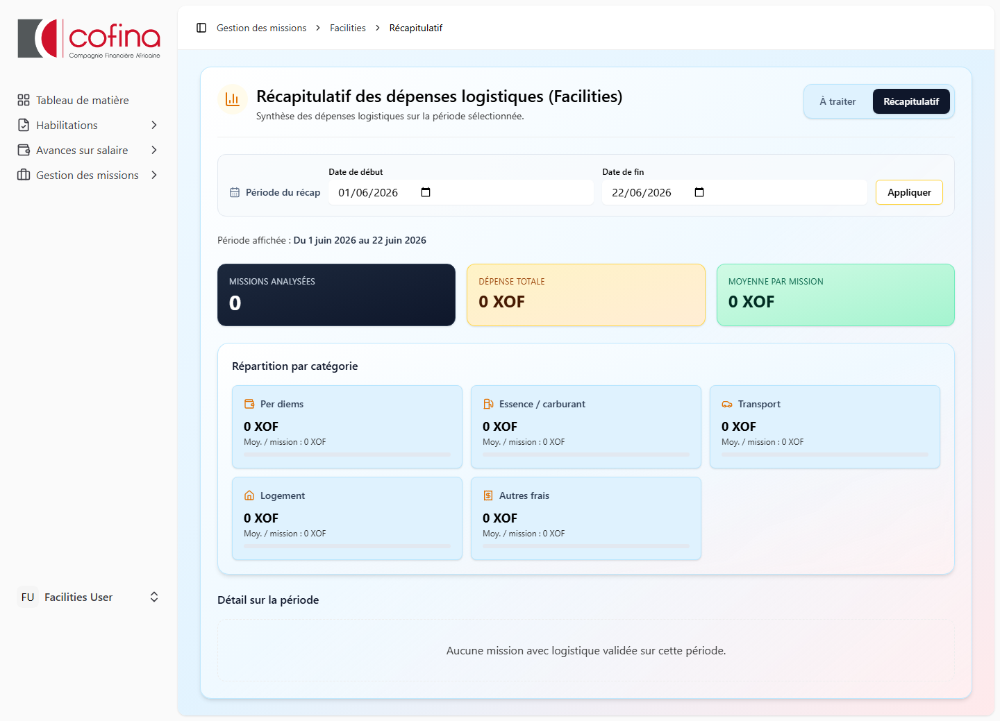 cofina
Compagnie Financière Africaine
Tableau de matière
Habilitations
Avances sur salaire
Gestion des missions
FU Facilities User
Gestion des missions > Facilities > Récapitulatif
Récapitulatif des dépenses logistiques (Facilities)
Synthèse des dépenses logistiques sur la période sélectionnée.
À traiter Récapitulatif
Date de début Date de fin
Période du récap 01/06/2026 22/06/2026 Appliquer
Période affichée : Du 1 juin 2026 au 22 juin 2026
MISSIONS ANALYSÉES
0
DÉPENSE TOTALE
0 XOF
MOYENNE PAR MISSION
0 XOF
Répartition par catégorie
Per diems
0 XOF
Moy. / mission : 0 XOF
Essence / carburant
0 XOF
Moy. / mission : 0 XOF
Transport
0 XOF
Moy. / mission : 0 XOF
Logement
0 XOF
Moy. / mission : 0 XOF
Autres frais
0 XOF
Moy. / mission : 0 XOF
Détail sur la période
Aucune mission avec logistique validée sur cette période.